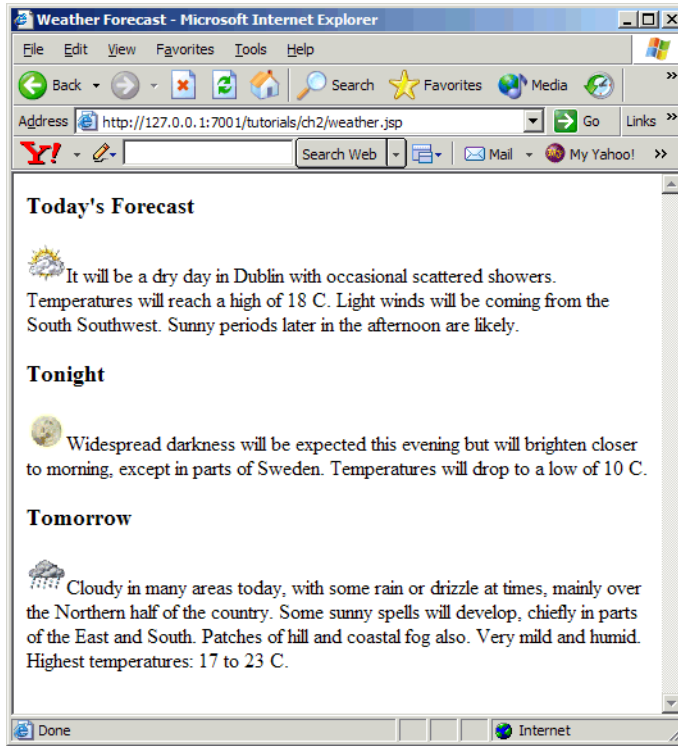 Weather Forecast - Microsoft Internet Explorer
File Edit View Favorites Tools Help
Back Search Favorites Media »
Address http://127.0.0.1:7001/tutorials/ch2/weather.jsp Go Links »
Y! Search Web Mail My Yahoo! »
Today's Forecast
It will be a dry day in Dublin with occasional scattered showers.
Temperatures will reach a high of 18 C. Light winds will be coming from the
South Southwest. Sunny periods later in the afternoon are likely.
Tonight
Widespread darkness will be expected this evening but will brighten closer
to morning, except in parts of Sweden. Temperatures will drop to a low of 10 C.
Tomorrow
Cloudy in many areas today, with some rain or drizzle at times, mainly over
the Northern half of the country. Some sunny spells will develop, chiefly in parts
of the East and South. Patches of hill and coastal fog also. Very mild and humid.
Highest temperatures: 17 to 23 C.
Done Internet